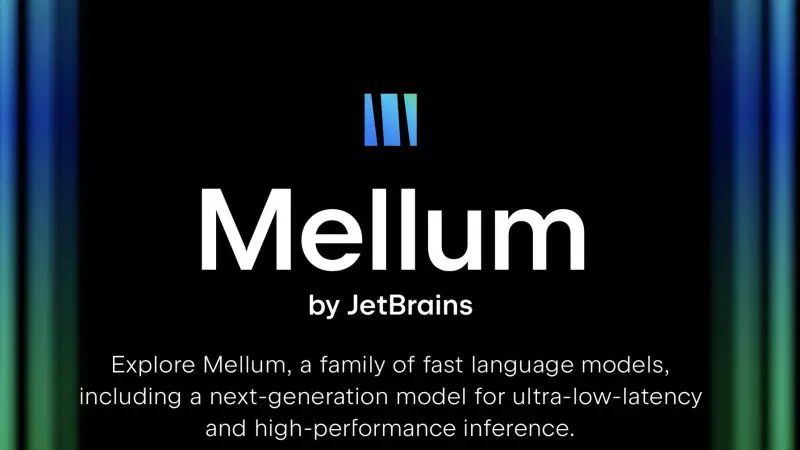 Mellum
by JetBrains
Explore Mellum, a family of fast language models,
including a next-generation model for ultra-low-latency
and high-performance inference.